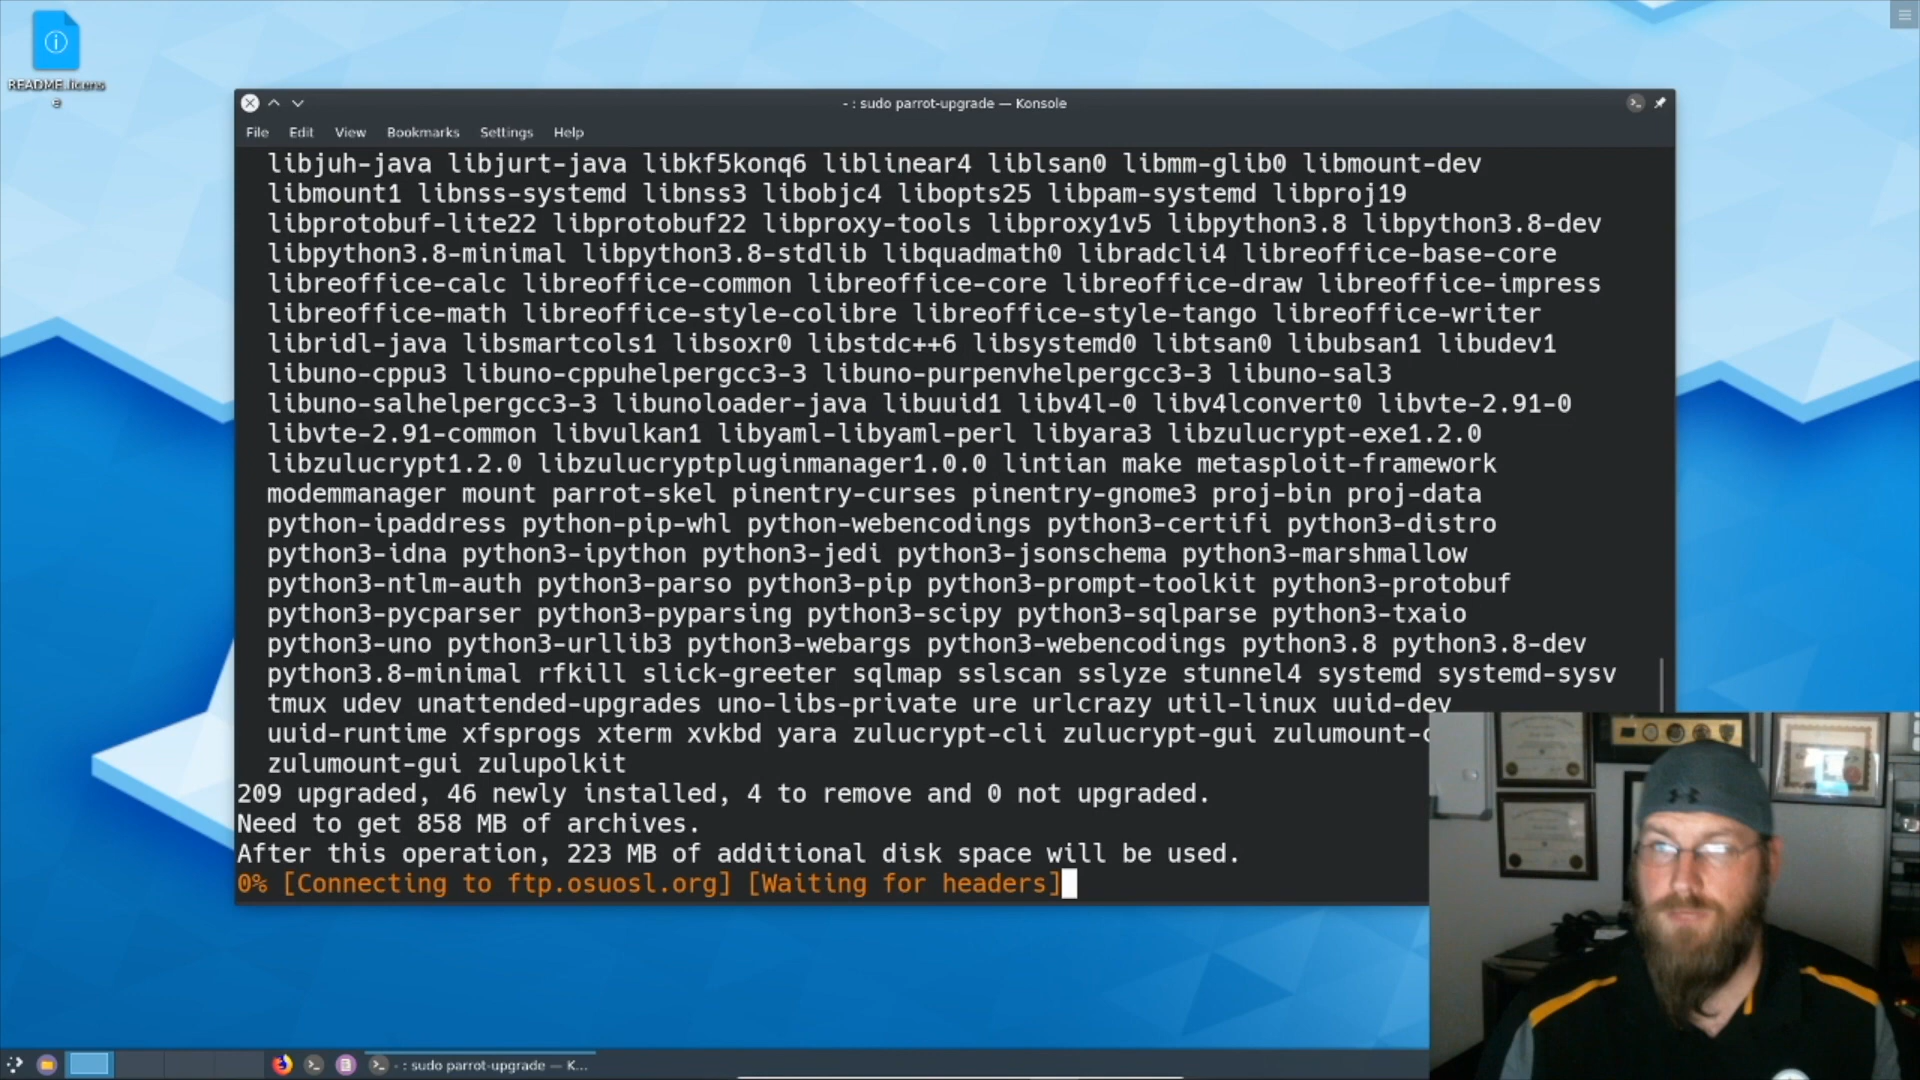 README.licens
e
- : sudo parrot-upgrade — Konsole
File Edit View Bookmarks Settings Help
libjuh-java libjurt-java libkf5konq6 liblinear4 liblsan0 libmm-glib0 libmount-dev
libmount1 libnss-systemd libnss3 libobjc4 libopts25 libpam-systemd libproj19
libprotobuf-lite22 libprotobuf22 libproxy-tools libproxy1v5 libpython3.8 libpython3.8-dev
libpython3.8-minimal libpython3.8-stdlib libquadmath0 libradcli4 libreoffice-base-core
libreoffice-calc libreoffice-common libreoffice-core libreoffice-draw libreoffice-impress
libreoffice-math libreoffice-style-colibre libreoffice-style-tango libreoffice-writer
libridl-java libsmartcols1 libsoxr0 libstdc++6 libsystemd0 libtsan0 libubsan1 libudev1
libuno-cppu3 libuno-cppuhelpergcc3-3 libuno-purpenvhelpergcc3-3 libuno-sal3
libuno-salhelpergcc3-3 libunoloader-java libuuid1 libv4l-0 libv4lconvert0 libvte-2.91-0
libvte-2.91-common libvulkan1 libyaml-libyaml-perl libyara3 libzulucrypt-exe1.2.0
libzulucrypt1.2.0 libzulucryptpluginmanager1.0.0 lintian make metasploit-framework
modemmanager mount parrot-skel pinentry-curses pinentry-gnome3 proj-bin proj-data
python-ipaddress python-pip-whl python-webencodings python3-certifi python3-distro
python3-idna python3-ipython python3-jedi python3-jsonschema python3-marshmallow
python3-ntlm-auth python3-parso python3-pip python3-prompt-toolkit python3-protobuf
python3-pycparser python3-pyparsing python3-scipy python3-sqlparse python3-txaio
python3-uno python3-urllib3 python3-webargs python3-webencodings python3.8 python3.8-dev
python3.8-minimal rfkill slick-greeter sqlmap sslscan sslyze stunnel4 systemd systemd-sysv
tmux udev unattended-upgrades uno-libs-private ure urlcrazy util-linux uuid-dev
uuid-runtime xfsprogs xterm xvkbd yara zulucrypt-cli zulucrypt-gui zulumount-
zulumount-gui zulupolkit
209 upgraded, 46 newly installed, 4 to remove and 0 not upgraded.
Need to get 858 MB of archives.
After this operation, 223 MB of additional disk space will be used.
0% [Connecting to ftp.osuosl.org] [Waiting for headers]
- : sudo parrot-upgrade — K...